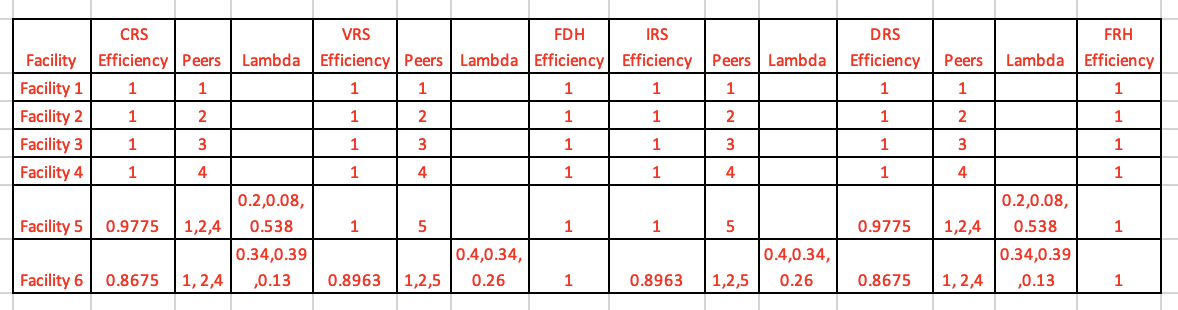 CRS VRS FDH IRS DRS FRH
Facility Efficiency Peers Lambda Efficiency Peers Lambda Efficiency Efficiency Peers Lambda Efficiency Peers Lambda Efficiency
Facility 1 1 1 1 1 1 1 1 1 1 1
Facility 2 1 2 1 2 1 1 2 1 2 1
Facility 3 1 3 1 3 1 1 3 1 3 1
Facility 4 1 4 1 4 1 1 4 1 4 1
0.2,0.08, 0.2,0.08,
Facility 5 0.9775 1,2,4 0.538 1 5 1 1 5 0.9775 1,2,4 0.538 1
0.34,0.39 0.4,0.34, 0.4,0.34, 0.34,0.39
Facility 6 0.8675 1, 2,4 ,0.13 0.8963 1,2,5 0.26 1 0.8963 1,2,5 0.26 0.8675 1, 2,4 ,0.13 1